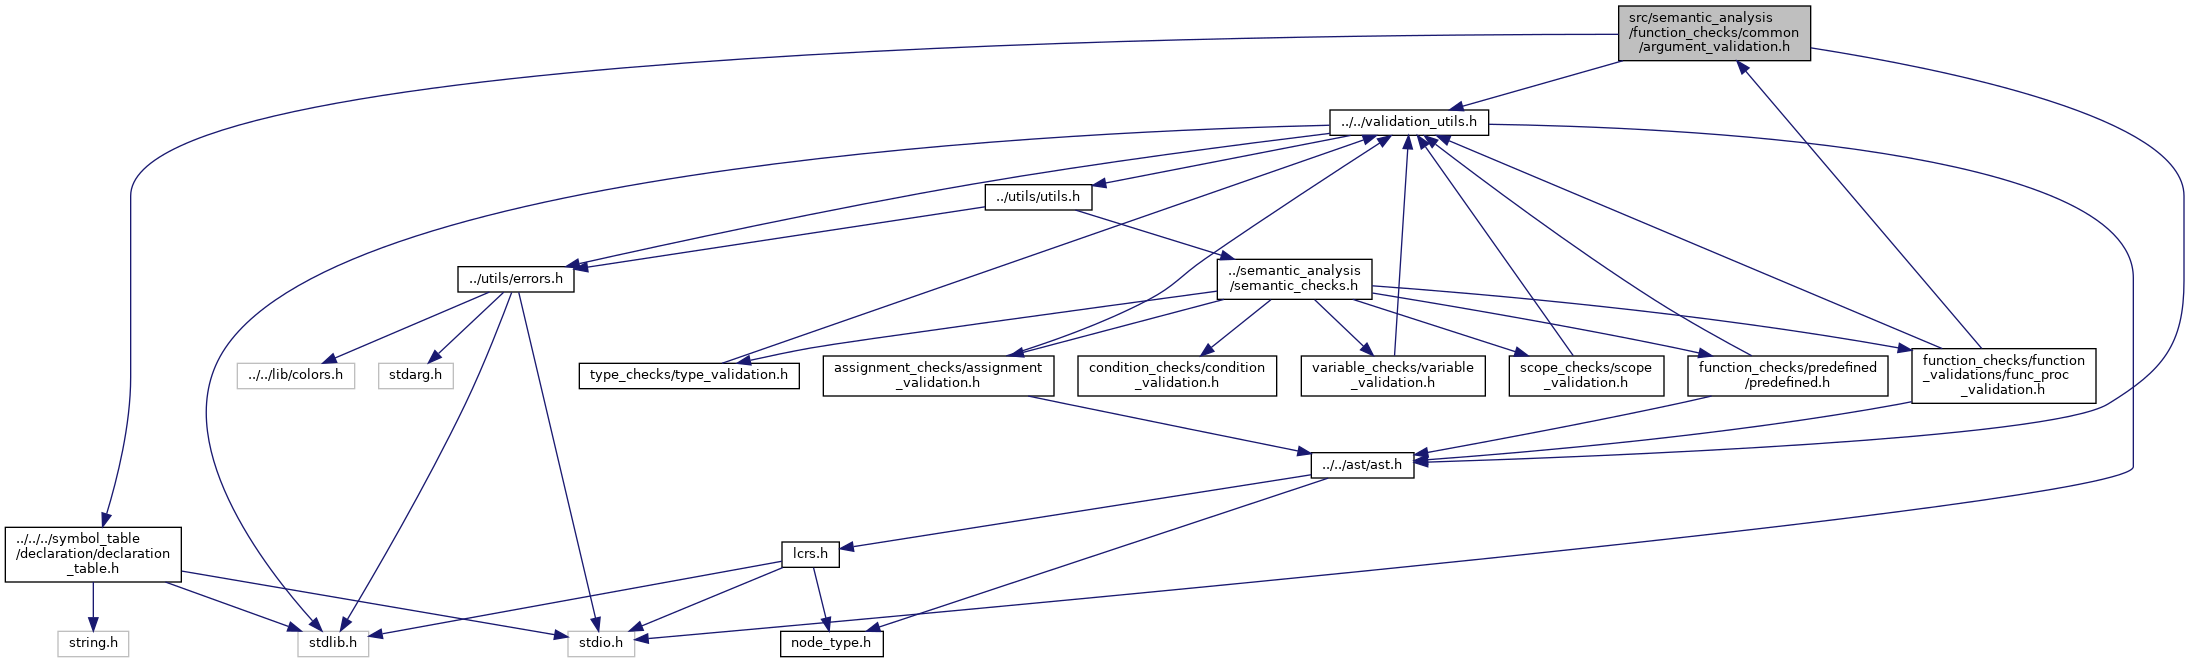 src/semantic_analysis
/function_checks/common
/argument_validation.h
../../validation_utils.h
../utils/utils.h
../utils/errors.h
../semantic_analysis
/semantic_checks.h
../../lib/colors.h
stdarg.h
type_checks/type_validation.h
assignment_checks/assignment
_validation.h
condition_checks/condition
_validation.h
variable_checks/variable
_validation.h
scope_checks/scope
_validation.h
function_checks/predefined
/predefined.h
function_checks/function
_validations/func_proc
_validation.h
../../ast/ast.h
../../../symbol_table
/declaration/declaration
_table.h
lcrs.h
string.h
stdlib.h
stdio.h
node_type.h